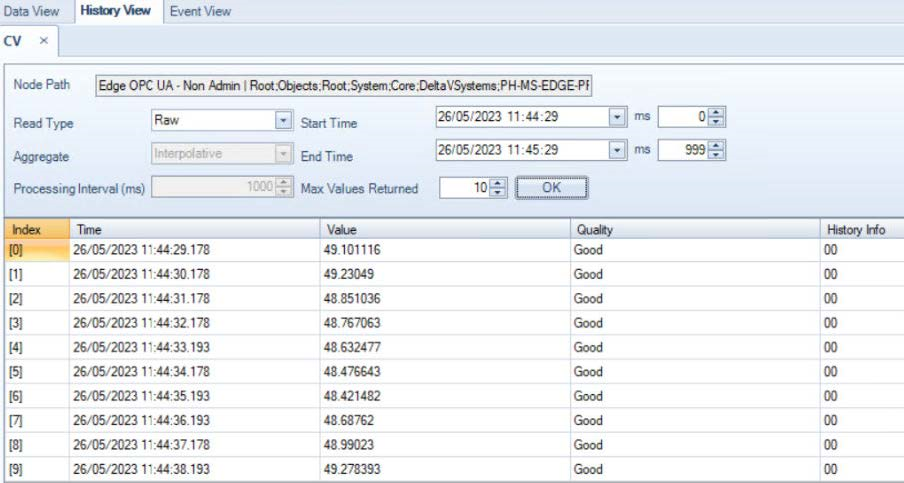 Data View History View Event View
CV ×
Node Path Edge OPC UA - Non Admin | Root;Objects;Root;System;Core;DeltaVSystems;PH-MS-EDGE-PF
Read Type Raw Start Time 26/05/2023 11:44:29 ms 0
Aggregate Interpolative End Time 26/05/2023 11:45:29 ms 999
Processing Interval (ms) 1000 Max Values Returned 10 OK
Index Time Value Quality History Info
[0] 26/05/2023 11:44:29.178 49.101116 Good 00
[1] 26/05/2023 11:44:30.178 49.23049 Good 00
[2] 26/05/2023 11:44:31.178 48.851036 Good 00
[3] 26/05/2023 11:44:32.178 48.767063 Good 00
[4] 26/05/2023 11:44:33.193 48.632477 Good 00
[5] 26/05/2023 11:44:34.178 48.476643 Good 00
[6] 26/05/2023 11:44:35.193 48.421482 Good 00
[7] 26/05/2023 11:44:36.193 48.68762 Good 00
[8] 26/05/2023 11:44:37.178 48.99023 Good 00
[9] 26/05/2023 11:44:38.193 49.278393 Good 00